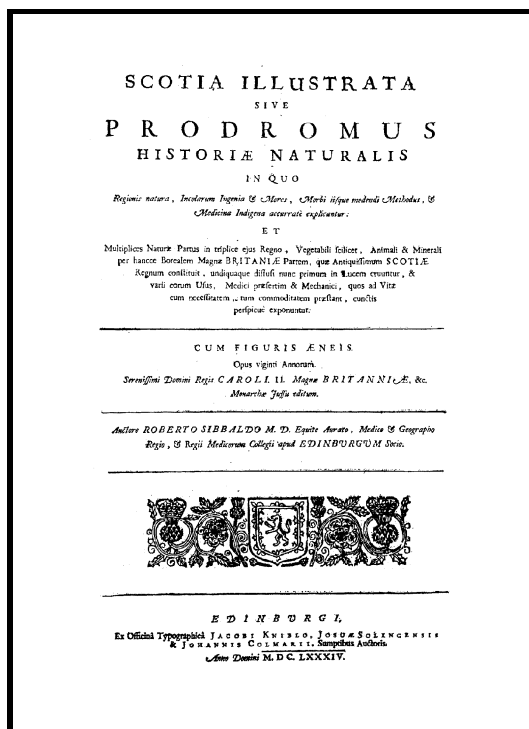 SCOTIA ILLUSTRATA
SIVE
PRODROMUS
HISTORIÆ NATURALIS
IN QUO
Regionis natura, Incolarum Ingenia & Mores, Morbi iisque medendi Methodus, &
Medicina Indigena accuratè explicantur:
ET
Multiplices Naturæ Partus in triplice ejus Regno, Vegetabili scilicet, Animali & Minerali
per hancce Borealem Magnæ BRITANIÆ Partem, quæ Antiquissimum SCOTIÆ
Regnum constituit, undiquaque diffusi nunc primum in Lucem eruuntur, &
varii eorum Usus, Medici præsertim & Mechanici, quos ad Vitæ
cum necessitatem, tum commoditatem præstant, cunctis
perspicuè exponuntur:
CUM FIGURIS ÆNEIS.
Opus viginti Annorum.
Serenissimi Domini Regis CAROLI. II. Magnæ BRITANNIÆ, &c.
Monarchæ Jussu editum.
Auctore ROBERTO SIBBALDO M. D. Equite Aurato, Medico & Geographo
Regio, & Regii Medicorum Collegii apud EDINBVRGVM Socio.
EDINBVRGI,
Ex Officinâ Typographicâ JACOBI KNIBLO, JOSUÆ SOLINGENSIS
& JOHANNIS COLMARII, Sumptibus Auctoris.
Anno Domini M. DC. LXXXIV.